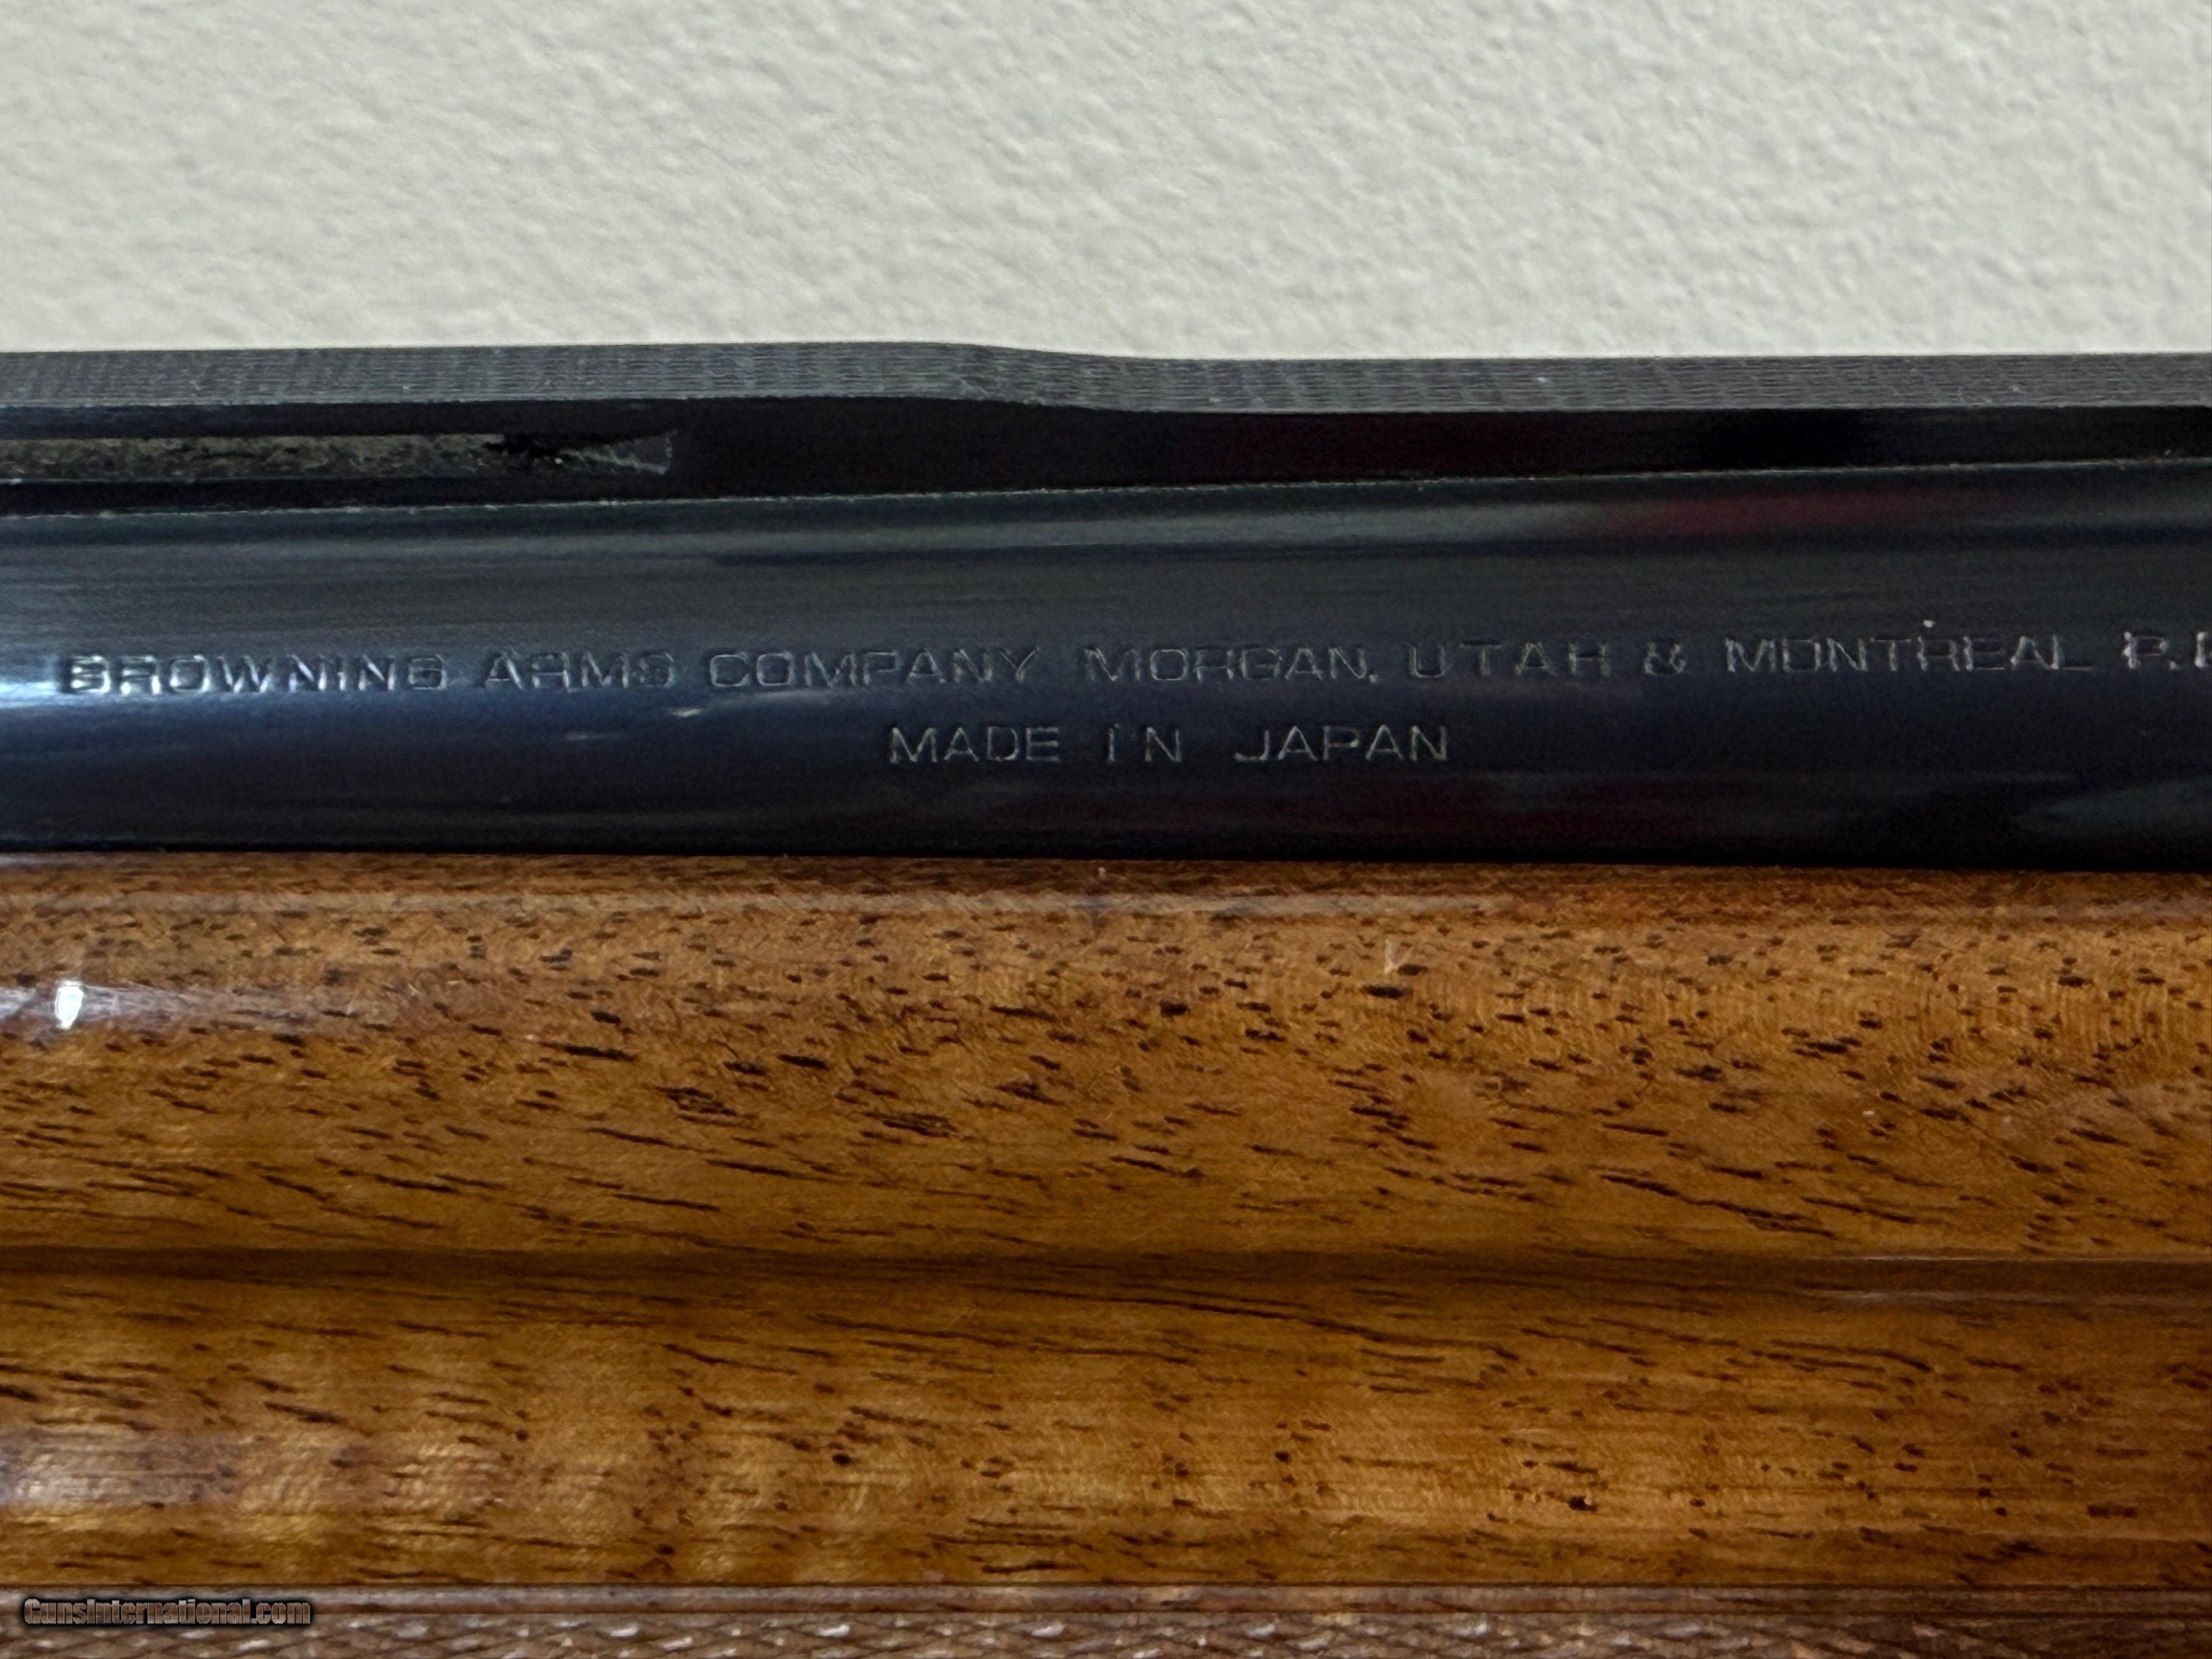 BROWNING ARMS COMPANY MORGAN, UTAH & MONTREAL P.
MADE IN JAPAN
GunsInternational.com